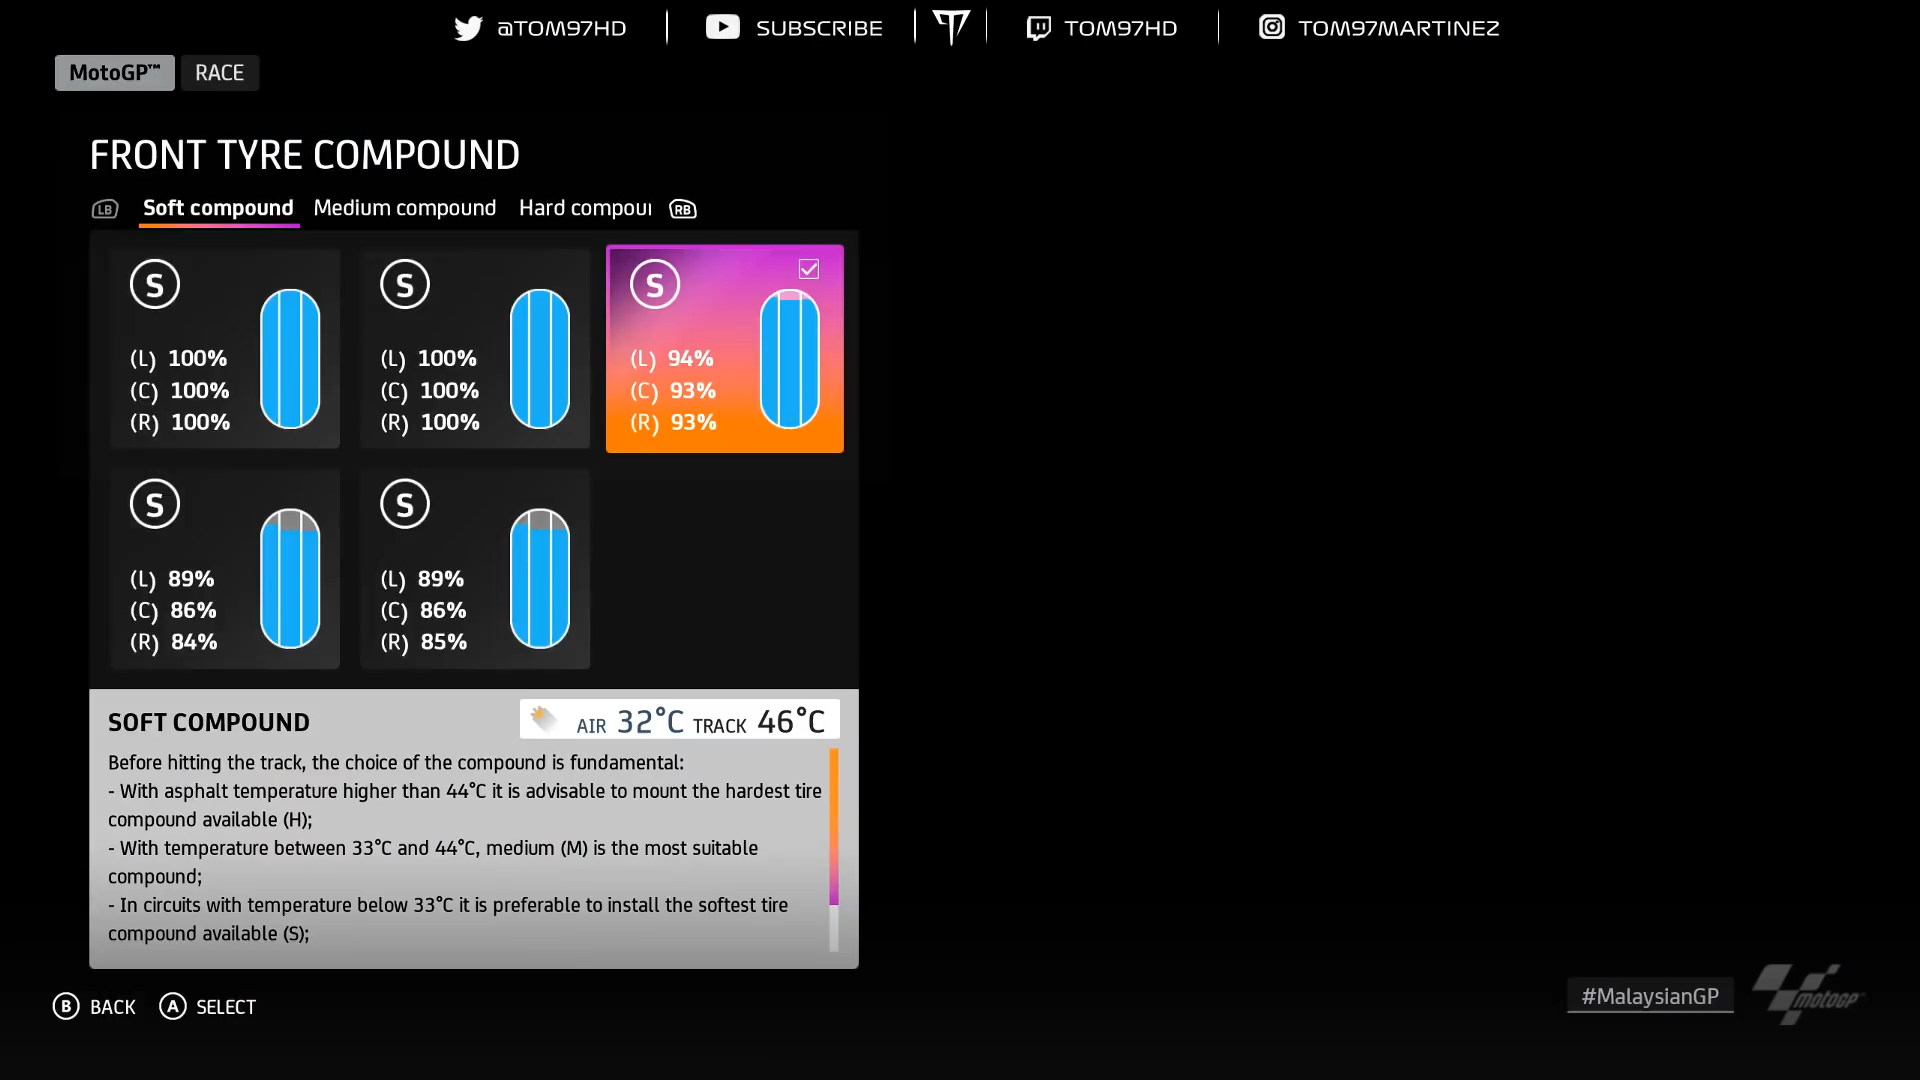 @TOM97HD
SUBSCRIBE
TOM97HD
TOM97MARTINEZ
MotoGP™ RACE
FRONT TYRE COMPOUND
LB Soft compound Medium compound Hard compou RB
S
(L) 100%
(C) 100%
(R) 100%
S
(L) 100%
(C) 100%
(R) 100%
S
(L) 94%
(C) 93%
(R) 93%
S
(L) 89%
(C) 86%
(R) 84%
S
(L) 89%
(C) 86%
(R) 85%
SOFT COMPOUND
AIR 32°C TRACK 46°C
Before hitting the track, the choice of the compound is fundamental:
- With asphalt temperature higher than 44°C it is advisable to mount the hardest tire
compound available (H);
- With temperature between 33°C and 44°C, medium (M) is the most suitable
compound;
- In circuits with temperature below 33°C it is preferable to install the softest tire
compound available (S);
B BACK A SELECT
#MalaysianGP
motoGP